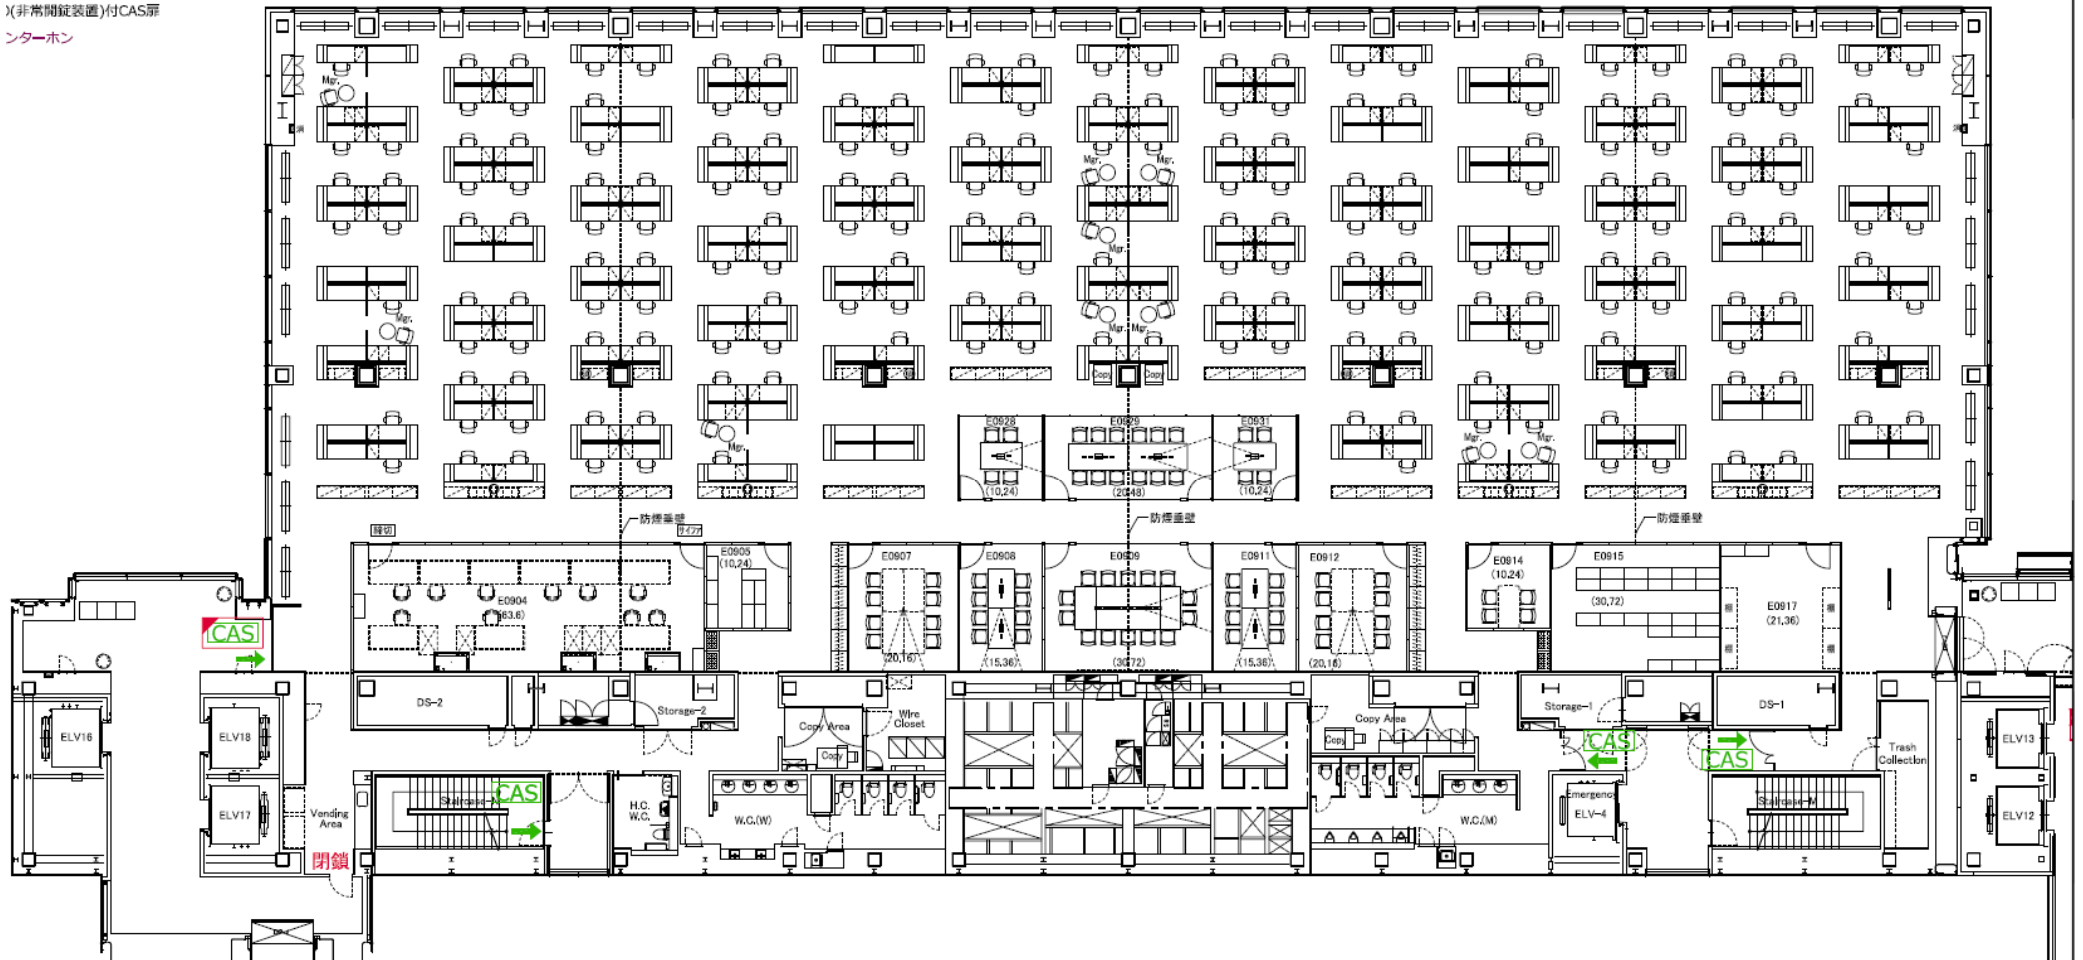 )(非常開錠装置)付CAS扉
ンターホン
Mgr.
Mgr.
Mgr.
Mgr.
Mgr.
Mgr.
Mgr. Mgr.
Copy
Copy
Mgr.
Mgr.
Mgr.
E0928
E0929
E0931
(10,24)
(20,48)
(10,24)
防煙垂壁
防煙垂壁
防煙垂壁
E0905
(10,24)
E0907
E0908
E0909
E0911
E0912
E0914
(10,24)
E0915
(30,72)
E0917
(21,36)
E0904
(20,16)
(15,36)
(30,72)
(15,36)
(20,16)
CAS
DS-2
Storage-2
Copy Area
Copy
Wire
Closet
Copy Area
Copy
Storage-1
DS-1
CAS
CAS
Trash
Collection
ELV16
ELV18
ELV17
ELV13
ELV12
Vending
Area
閉鎖
CAS
H.C.
W.C.
W.C.(W)
W.C.(M)
Emergency
ELV-4
Staircase-M